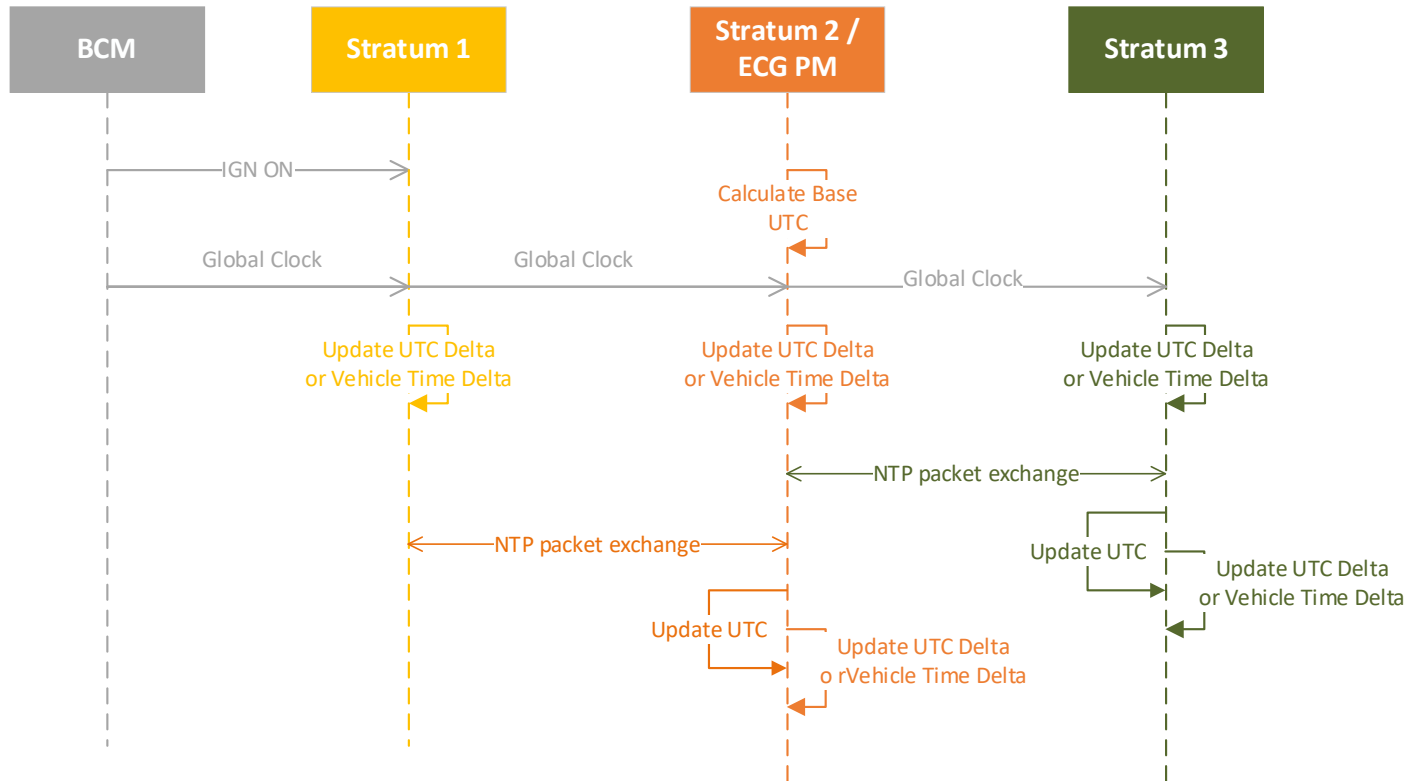 BCM
Stratum 1
Stratum 2 /
ECG PM
Stratum 3
IGN ON
Calculate Base
UTC
Global Clock
Global Clock
Global Clock
Update UTC Delta
or Vehicle Time Delta
Update UTC Delta
or Vehicle Time Delta
Update UTC Delta
or Vehicle Time Delta
NTP packet exchange
NTP packet exchange
Update UTC
Update UTC Delta
or Vehicle Time Delta
Update UTC
Update UTC Delta
o rVehicle Time Delta